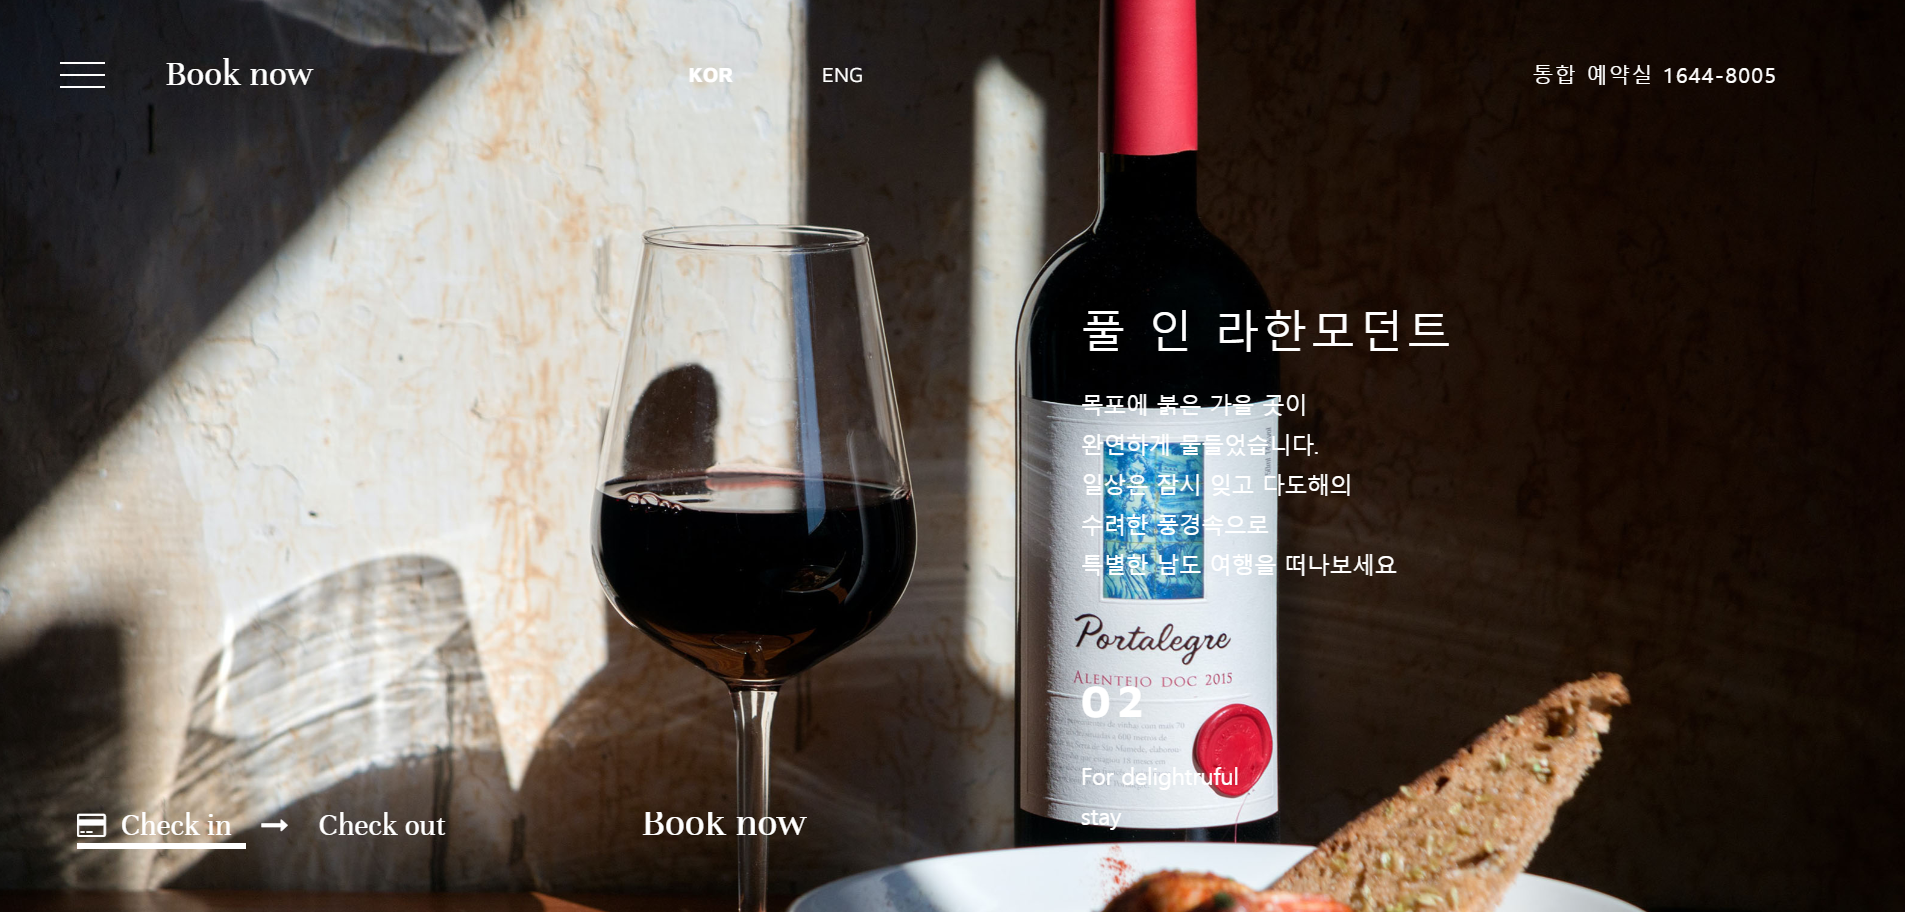 Book now
KOR
ENG
통합 예약실 1644-8005
풀 인 라한모던트
목포에 붉은 가을 곳이
완연하게 물들었습니다.
일상은 잠시 잊고 다도해의
수려한 풍경속으로
특별한 남도 여행을 떠나보세요
Portalegre
ALENTEJO DOC 2015
02
For delightruful
stay
Check in
Check out
Book now